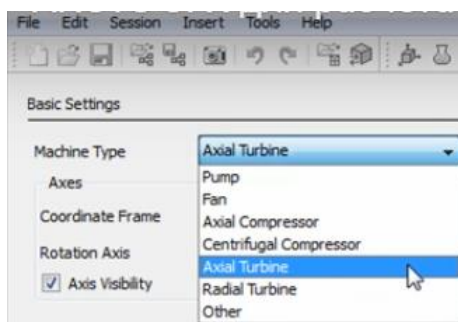 File Edit Session Insert Tools Help
Basic Settings
Machine Type Axial Turbine
Axes
Pump
Fan
Coordinate Frame
Axial Compressor
Centrifugal Compressor
Rotation Axis
Axial Turbine
Axis Visibility
Radial Turbine
Other